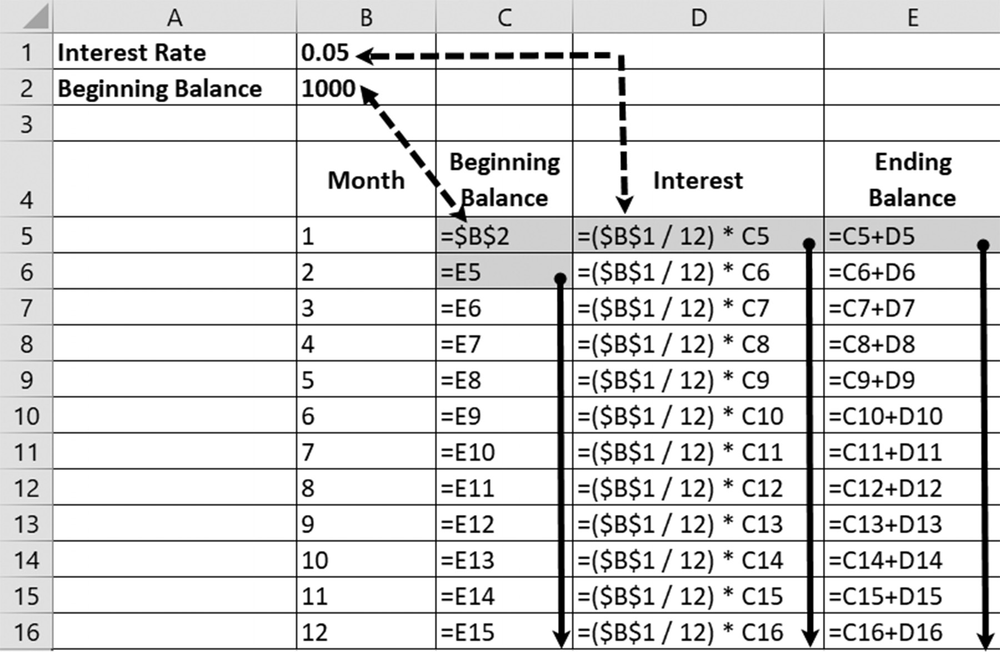 A B C D E
1 Interest Rate 0.05
2 Beginning Balance 1000
3
4 Month Beginning Balance Interest Ending Balance
5 1 =$B$2 =($B$1 / 12) * C5 =C5+D5
6 2 =E5 =($B$1 / 12) * C6 =C6+D6
7 3 =E6 =($B$1 / 12) * C7 =C7+D7
8 4 =E7 =($B$1 / 12) * C8 =C8+D8
9 5 =E8 =($B$1 / 12) * C9 =C9+D9
10 6 =E9 =($B$1 / 12) * C10 =C10+D10
11 7 =E10 =($B$1 / 12) * C11 =C11+D11
12 8 =E11 =($B$1 / 12) * C12 =C12+D12
13 9 =E12 =($B$1 / 12) * C13 =C13+D13
14 10 =E13 =($B$1 / 12) * C14 =C14+D14
15 11 =E14 =($B$1 / 12) * C15 =C15+D15
16 12 =E15 =($B$1 / 12) * C16 =C16+D16